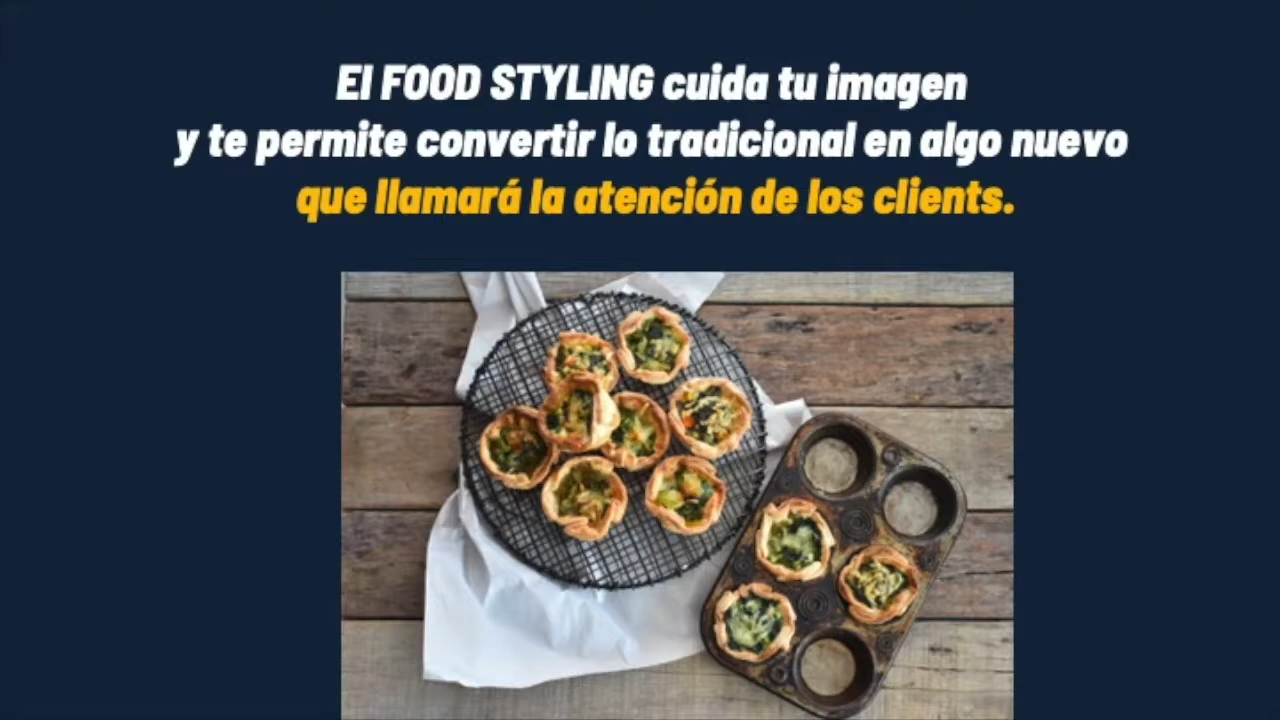 El FOOD STYLING cuida tu imagen
y te permite convertir lo tradicional en algo nuevo
que llamará la atención de los clients.